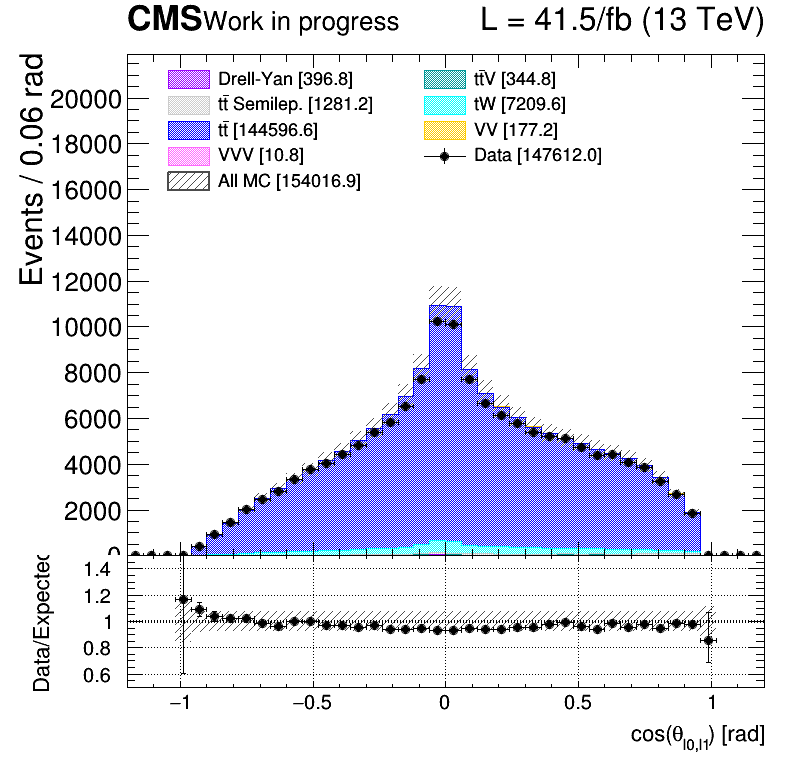 CMS Work in progress L = 41.5/fb (13 TeV)
Events / 0.06 rad
Drell-Yan [396.8]
tt̄ Semilep. [1281.2]
tt̄ [144596.6]
VVV [10.8]
All MC [154016.9]
tt̄V [344.8]
tW [7209.6]
VV [177.2]
Data [147612.0]
20000
18000
16000
14000
12000
10000
8000
6000
4000
2000
0
Data/Expected
1.4
1.2
1
0.8
0.6
−1 −0.5 0 0.5 1
cos(θ_l0,l1) [rad]